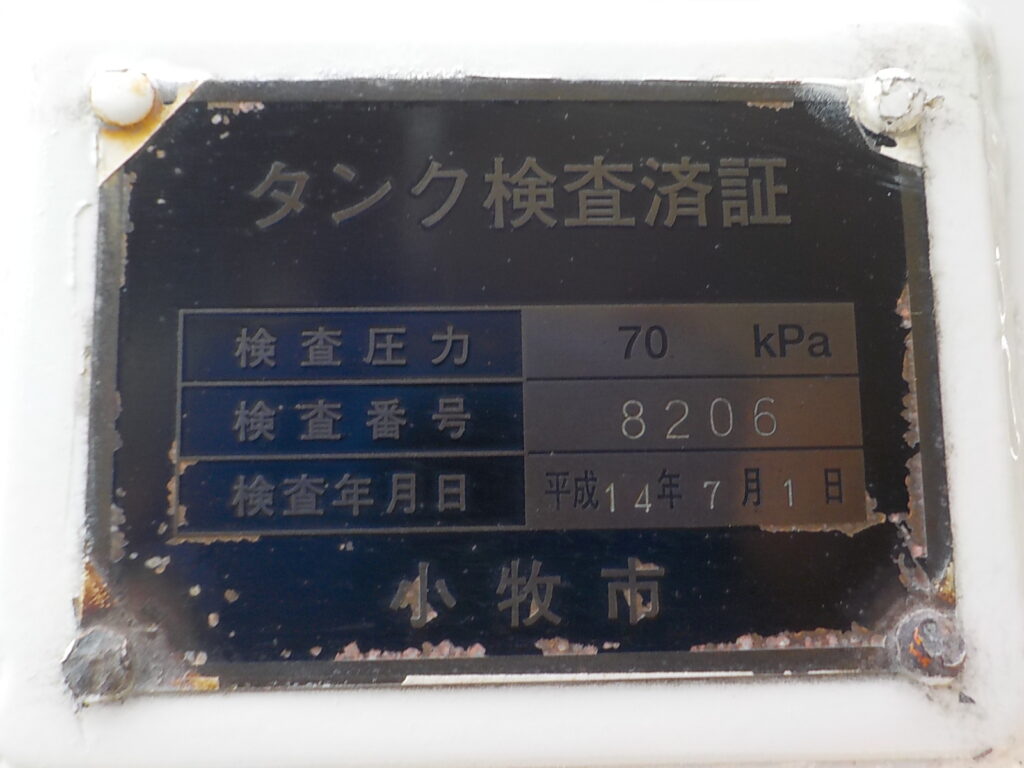 タンク検査済証
検査圧力 70 kPa
検査番号 8206
検査年月日 平成14年7月1日
小牧市